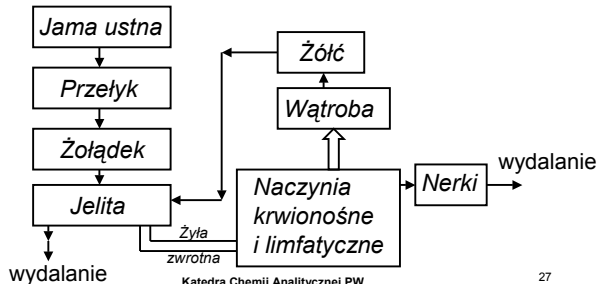 Jama ustna
Przełyk
Żołądek
Jelita
wydalanie
Żyła
zwrotna
Żółć
Wątroba
Naczynia
krwionośne
i limfatyczne
Nerki
wydalanie
Katedra Chemii Analitycznej PW
27